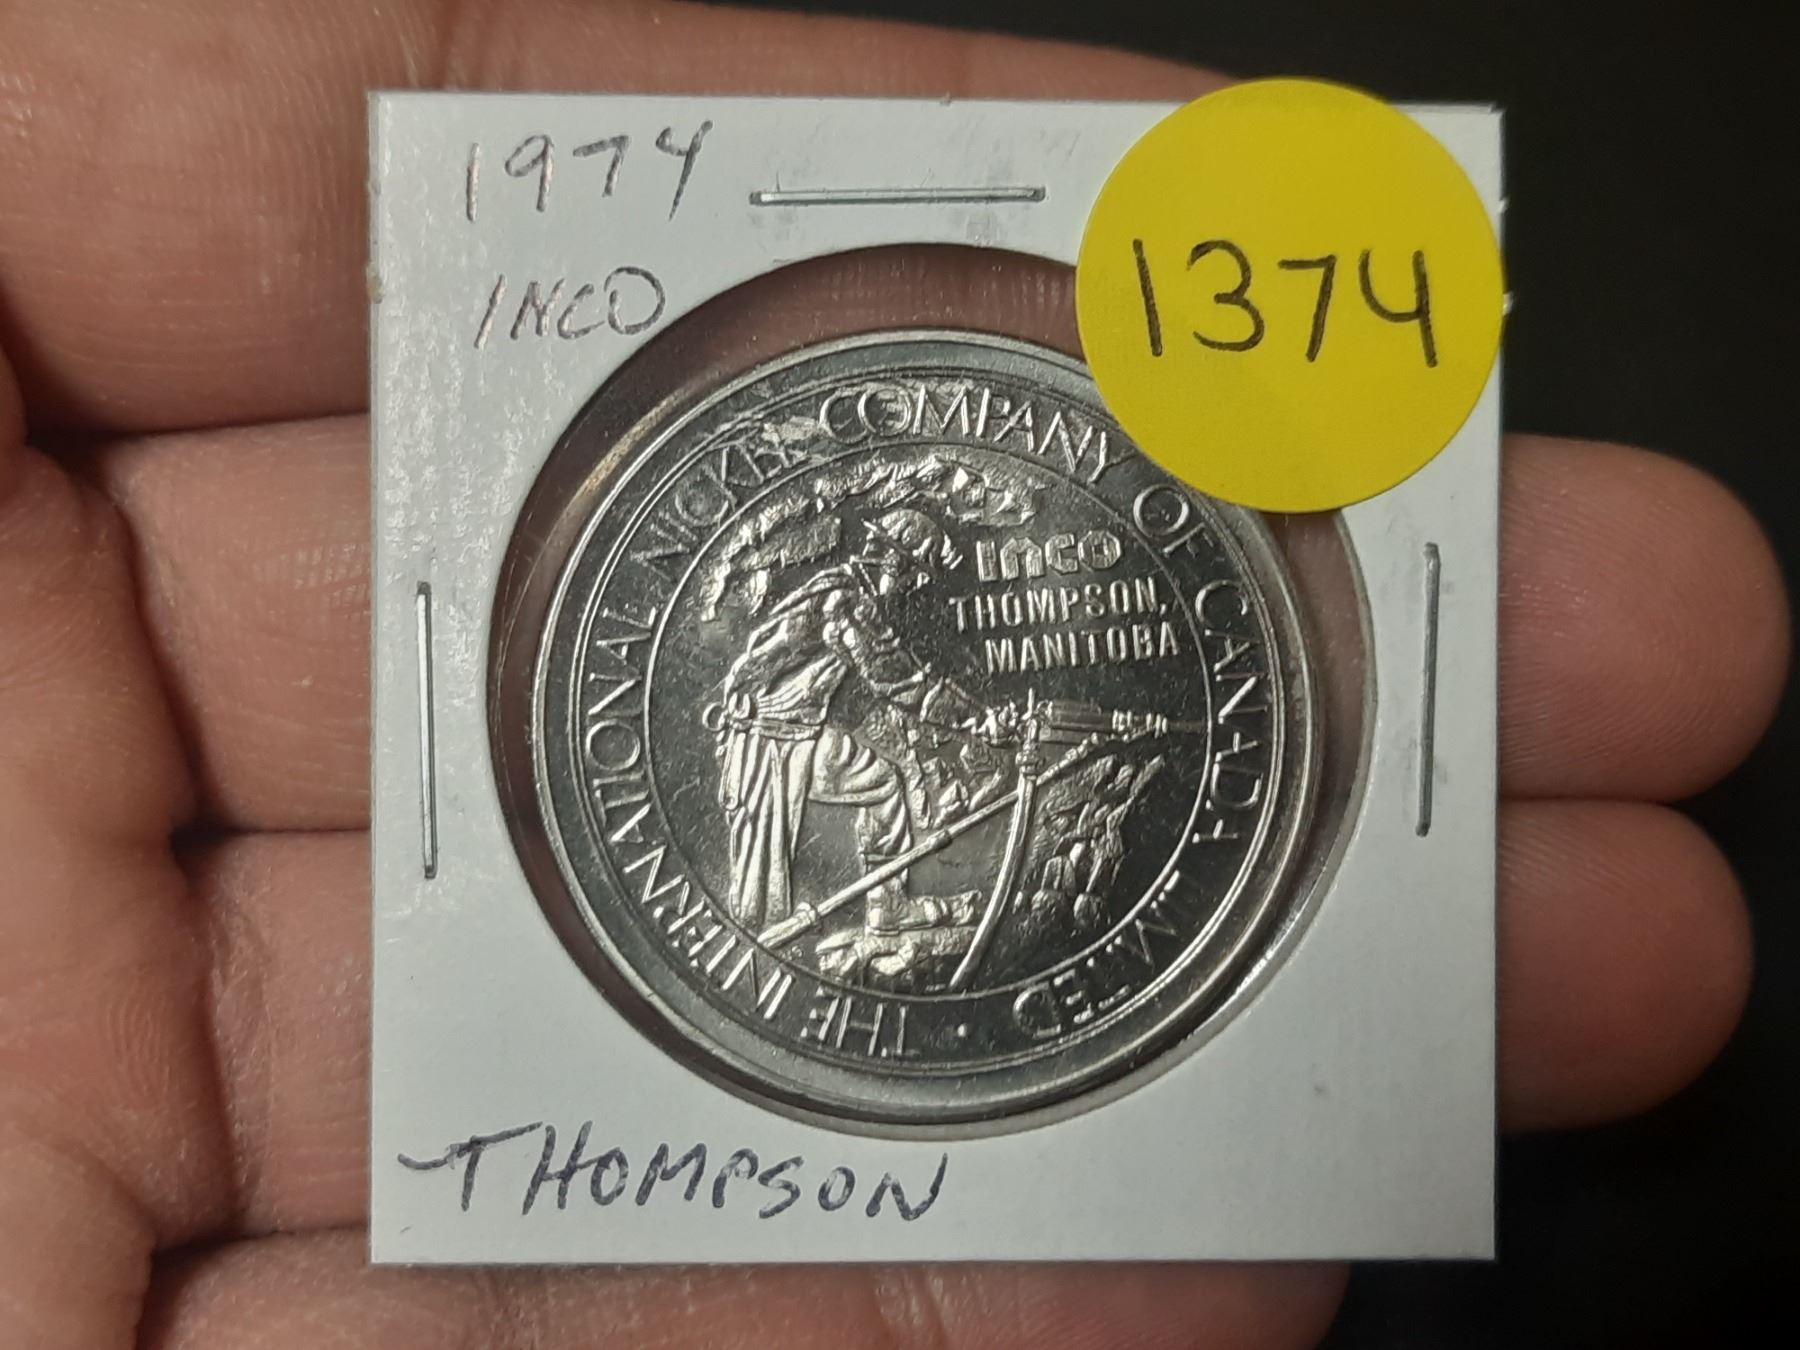 1974
INCO
1374
THE INTERNATIONAL NICKEL COMPANY OF CANADA LIMITED •
INCO
THOMPSON,
MANITOBA
THOMPSON